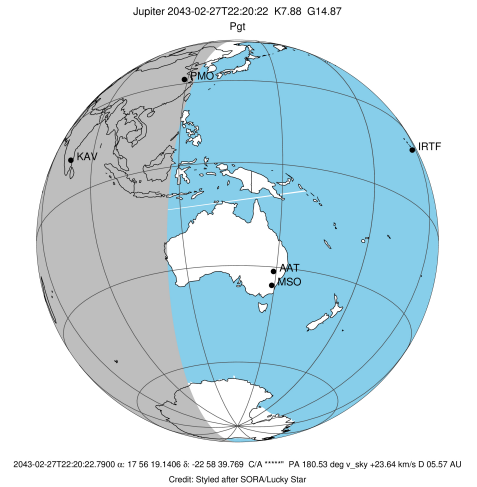 Jupiter 2043-02-27T22:20:22 K7.88 G14.87
Pgt
PMO
KAV
IRTF
AAT
MSO
2043-02-27T22:20:22.7900 α: 17 56 19.1406 δ: -22 58 39.769 C/A *****" PA 180.53 deg v_sky +23.64 km/s D 05.57 AU
Credit: Styled after SORA/Lucky Star